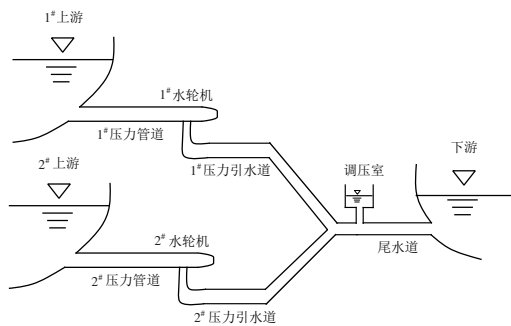 1# 上游
1# 水轮机
1# 压力管道
1# 压力引水道
2# 上游
调压室
下游
2# 水轮机
尾水道
2# 压力管道
2# 压力引水道